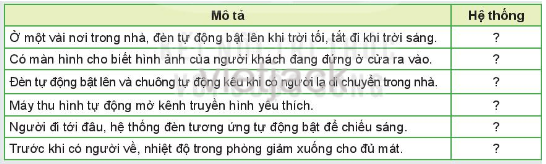 Mô tả Hệ thống
Ở một vài nơi trong nhà, đèn tự động bật lên khi trời tối, tắt đi khi trời sáng. ?
Có màn hình cho biết hình ảnh của người khách đang đứng ở cửa ra vào. ?
Đèn tự động bật lên và chuông tự động kêu khi có người lạ di chuyển trong nhà. ?
Máy thu hình tự động mở kênh truyền hình yêu thích. ?
Người đi tới đâu, hệ thống đèn tương ứng tự động bật để chiếu sáng. ?
Trước khi có người về, nhiệt độ trong phòng giảm xuống cho đủ mát. ?
vietjack